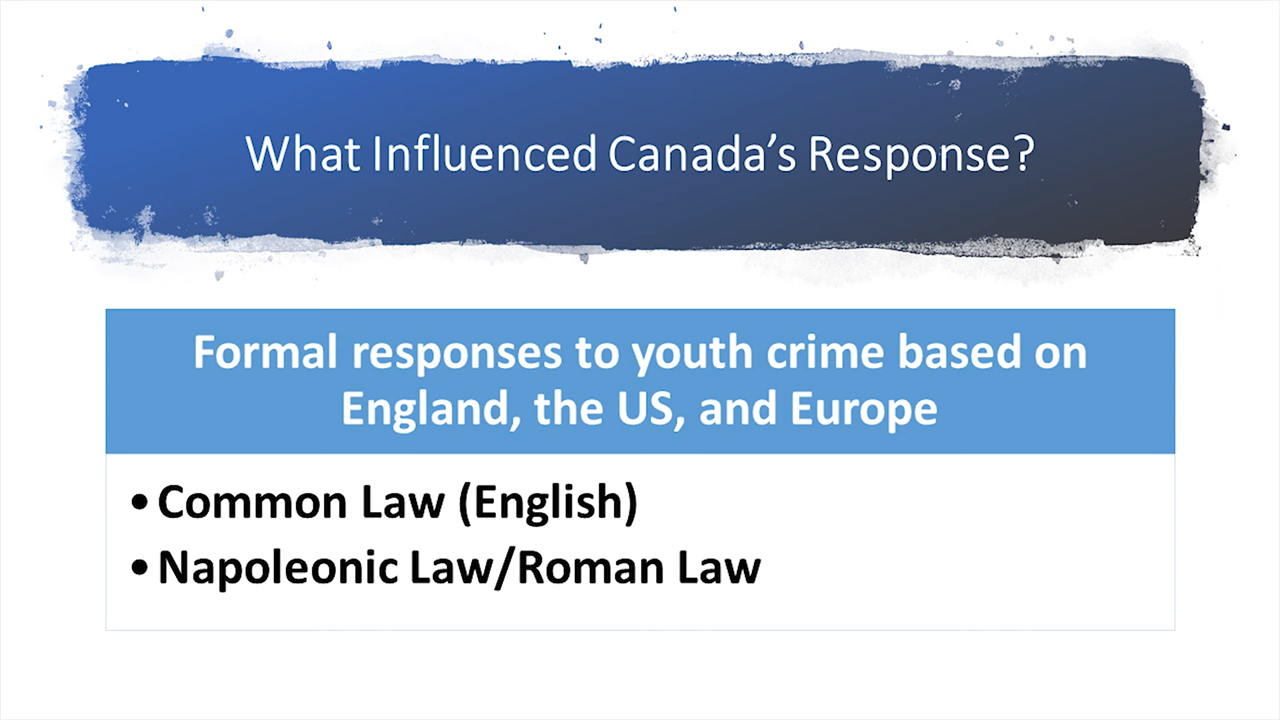 What Influenced Canada’s Response?
Formal responses to youth crime based on
England, the US, and Europe
• Common Law (English)
• Napoleonic Law/Roman Law